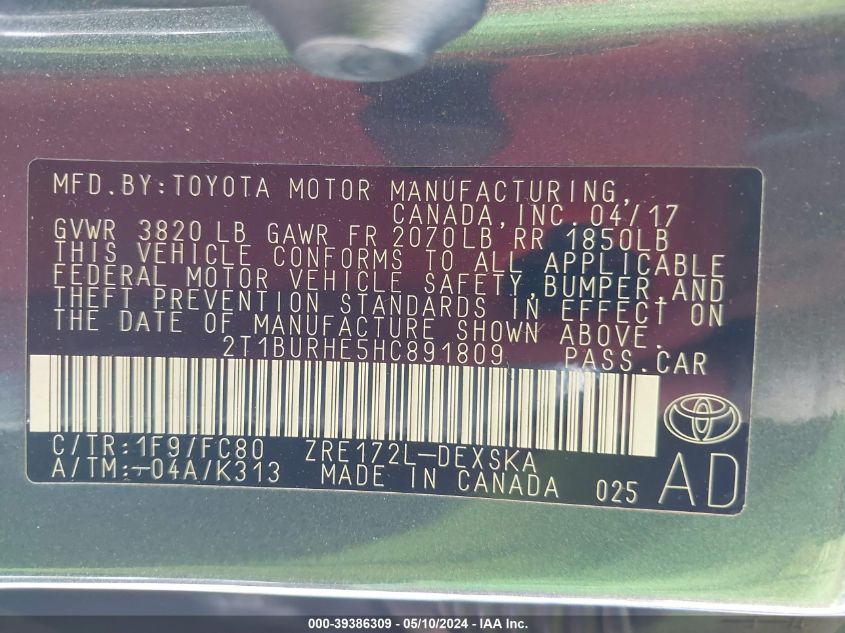 MFD.BY:TOYOTA MOTOR MANUFACTURING,
CANADA, INC. 04/17
GVWR 3820 LB GAWR FR 2070LB RR 1850LB
THIS VEHICLE CONFORMS TO ALL APPLICABLE
FEDERAL MOTOR VEHICLE SAFETY, BUMPER, AND
THEFT PREVENTION STANDARDS IN EFFECT ON
THE DATE OF MANUFACTURE SHOWN ABOVE.
2T1BURHE5HC891809 PASS.CAR
C/TR:1F9/FC80 ZRE172L-DEXSKA
A/TM:-04A/K313 MADE IN CANADA 025 AD
000-39386309 - 05/10/2024 - IAA Inc.